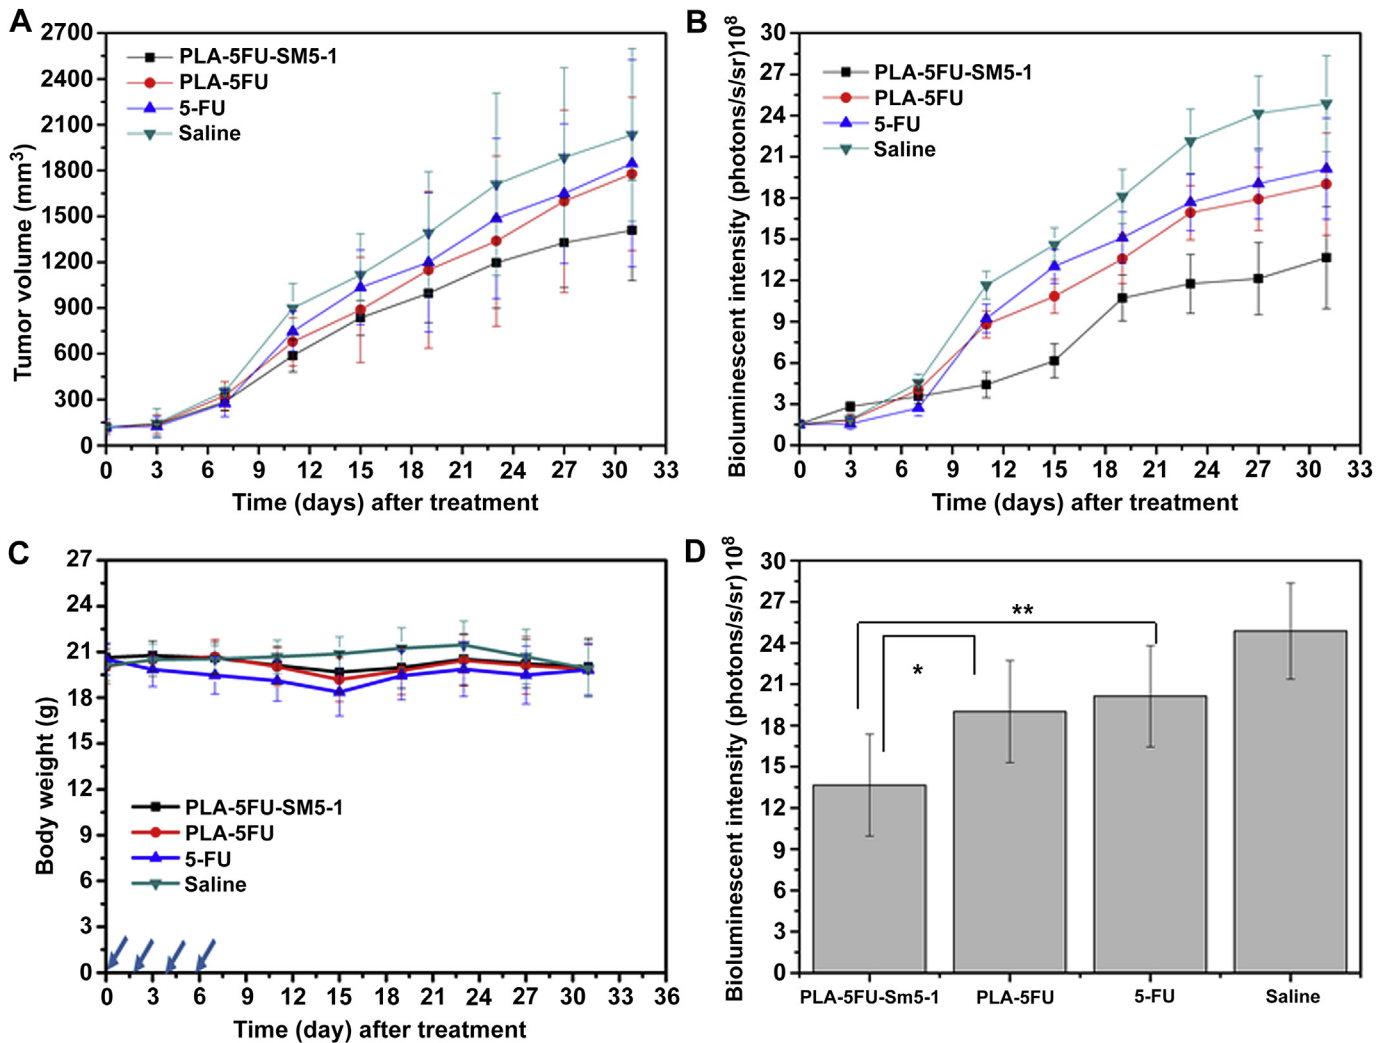 A
Tumor volume (mm³)
2700
2400
2100
1800
1500
1200
900
600
300
0
PLA-5FU-SM5-1
PLA-5FU
5-FU
Saline
0 3 6 9 12 15 18 21 24 27 30 33
Time (days) after treatment
B
Bioluminescent intensity (photons/s/sr)10⁸
30
27
24
21
18
15
12
9
6
3
0
PLA-5FU-SM5-1
PLA-5FU
5-FU
Saline
0 3 6 9 12 15 18 21 24 27 30 33
Time (days) after treatment
C
Body weight (g)
27
24
21
18
15
12
9
6
3
0
PLA-5FU-SM5-1
PLA-5FU
5-FU
Saline
0 3 6 9 12 15 18 21 24 27 30 33 36
Time (day) after treatment
D
Bioluminescent intensity (photons/s/sr)10⁸
30
27
24
21
18
15
12
9
6
3
0
**
*
PLA-5FU-Sm5-1 PLA-5FU 5-FU Saline